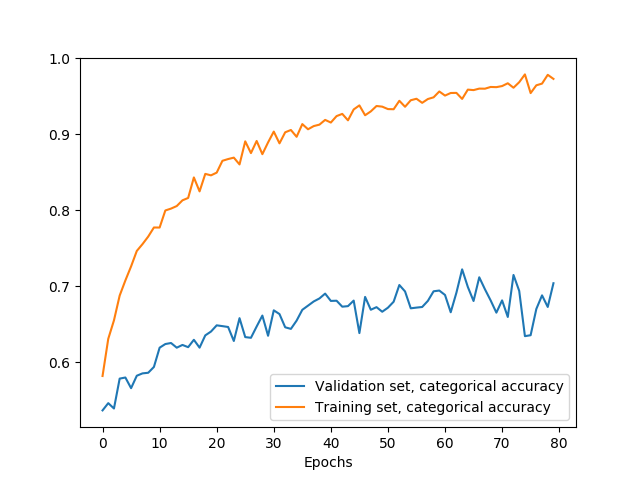 1.0
0.9
0.8
0.7
0.6
Validation set, categorical accuracy
Training set, categorical accuracy
0 10 20 30 40 50 60 70 80
Epochs